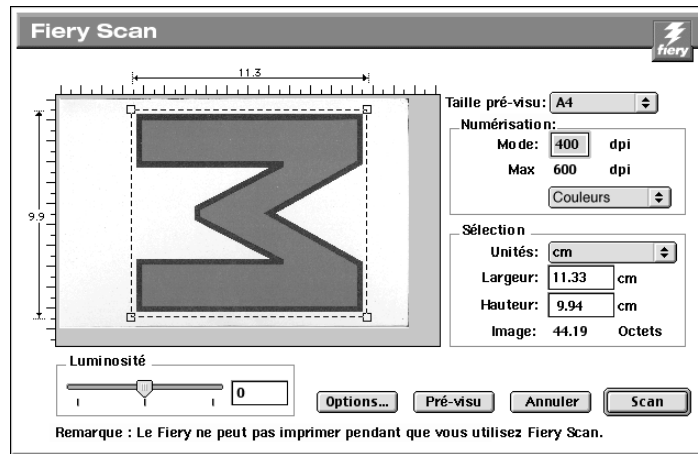 Fiery Scan
fiery
11.3
9.9
Taille pré-visu: A4
Numérisation:
Mode: 400 dpi
Max 600 dpi
Couleurs
Sélection
Unités: cm
Largeur: 11.33 cm
Hauteur: 9.94 cm
Image: 44.19 Octets
Luminosité
0
Options... Pré-visu Annuler Scan
Remarque : Le Fiery ne peut pas imprimer pendant que vous utilisez Fiery Scan.